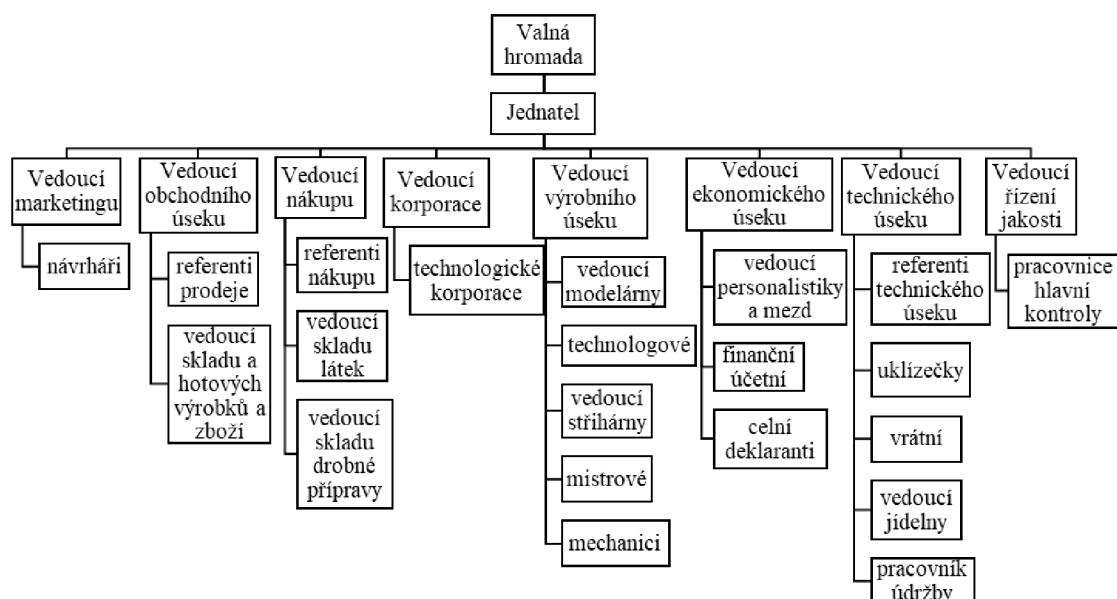 Valná
hromada
Jednatel
Vedoucí
marketingu
návrháři
Vedoucí
obchodního
úseku
referenti
prodeje
vedoucí
skladu a
hotových
výrobků a
zboží
Vedoucí
nákupu
referenti
nákupu
vedoucí
skladu
látek
vedoucí
skladu
drobné
přípravy
Vedoucí
korporace
technologické
korporace
Vedoucí
výrobního
úseku
vedoucí
modelárny
technologové
vedoucí
střihárny
mistrové
mechanici
Vedoucí
ekonomického
úseku
vedoucí
personalistiky
a mezd
finanční
účetní
celní
deklaranti
Vedoucí
technického
úseku
referenti
technického
úseku
uklízečky
vrátní
vedoucí
jídelny
pracovník
údržby
Vedoucí
řízení
jakosti
pracovnice
hlavní
kontroly